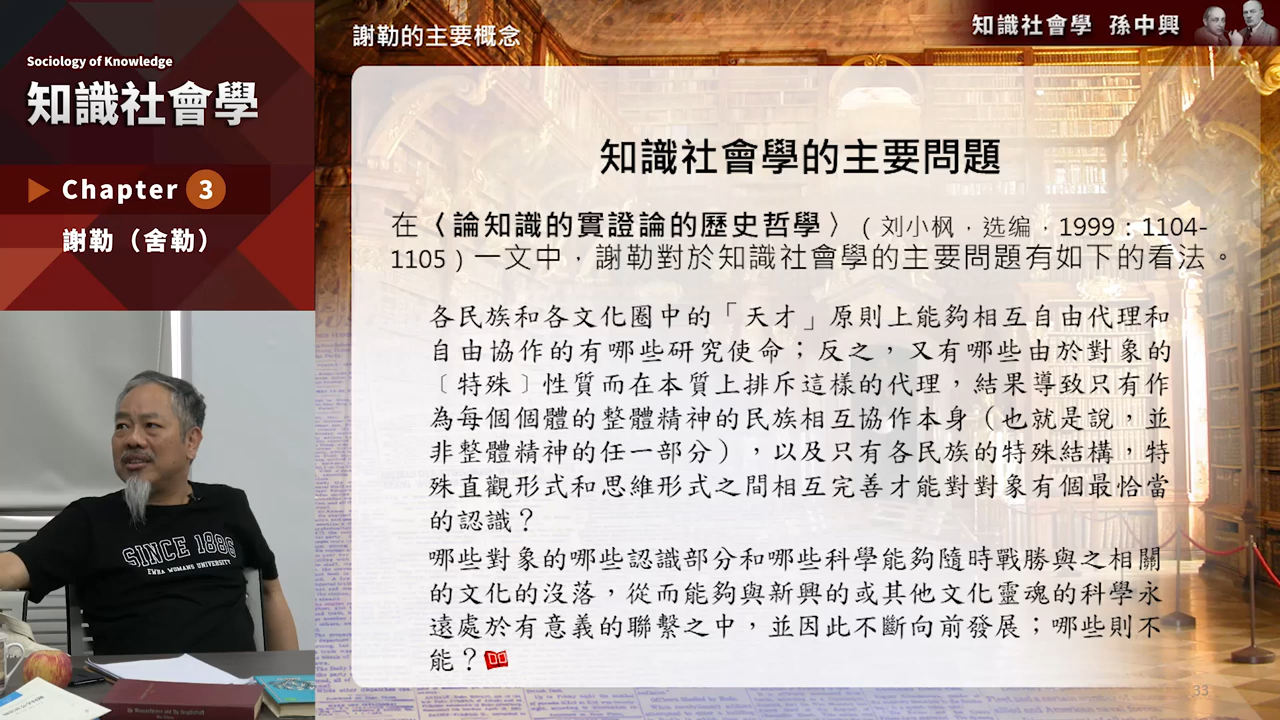 Sociology of Knowledge
知識社會學
Chapter 3
謝勒（舍勒）
謝勒的主要概念
知識社會學 孫中興
知識社會學的主要問題
在〈論知識的實證論的歷史哲學〉（刘小枫，选编，1999：1104-
1105）一文中，謝勒對於知識社會學的主要問題有如下的看法。
各民族和各文化圈中的「天才」原則上能夠相互自由代理和
自由協作的有哪些研究使命；反之，又有哪些由於對象的
〔特殊〕性質而在本質上排斥這樣的代理，結果導致只有作
為每個個體的整體精神的民族相互協作本身（也就是說，並
非整體精神的任一部分），以及只有各民族的特殊結構，特
殊直觀形式和思維形式之間相互完善才能對對象有個最恰當
的認識？
哪些對象的哪些認識部分和哪些科學能夠隨時戰勝與之相關
的文化的沒落，從而能夠與新興的或其他文化靈魂的科學永
遠處於有意義的聯繫之中，並因此不斷向前發展：哪些則不
能？
33
SINCE 1886
EWHA WOMANS UNIVERSITY